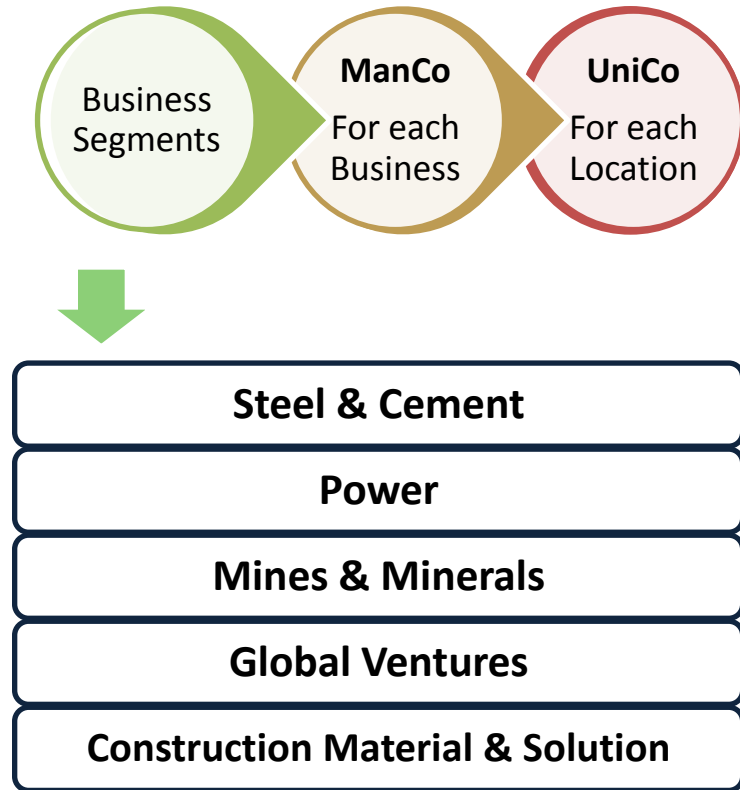 Business
Segments
ManCo
For each
Business
UniCo
For each
Location
Steel & Cement
Power
Mines & Minerals
Global Ventures
Construction Material & Solution